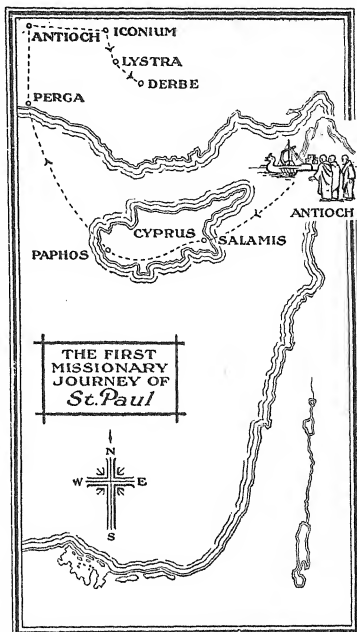 ICONIUM
ANTIOCH
LYSTRA
DERBE
PERGA
ANTIOCH
CYPRUS
SALAMIS
PAPHOS
THE FIRST
MISSIONARY
JOURNEY OF
St. Paul
N
W E
S